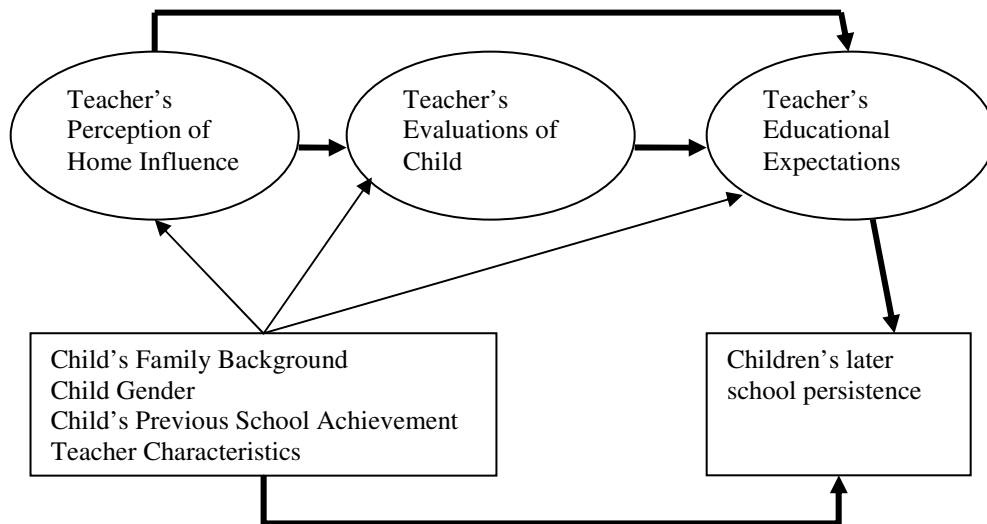 Teacher’s
Perception of
Home Influence
Teacher’s
Evaluations of
Child
Teacher’s
Educational
Expectations
Child’s Family Background
Child Gender
Child’s Previous School Achievement
Teacher Characteristics
Children’s later
school persistence